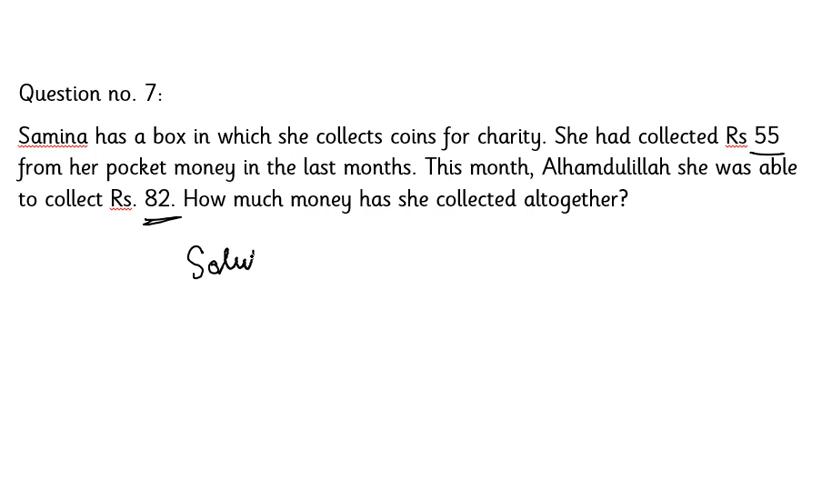 Question no. 7:
Samina has a box in which she collects coins for charity. She had collected Rs 55
from her pocket money in the last months. This month, Alhamdulillah she was able
to collect Rs. 82. How much money has she collected altogether?
Solu